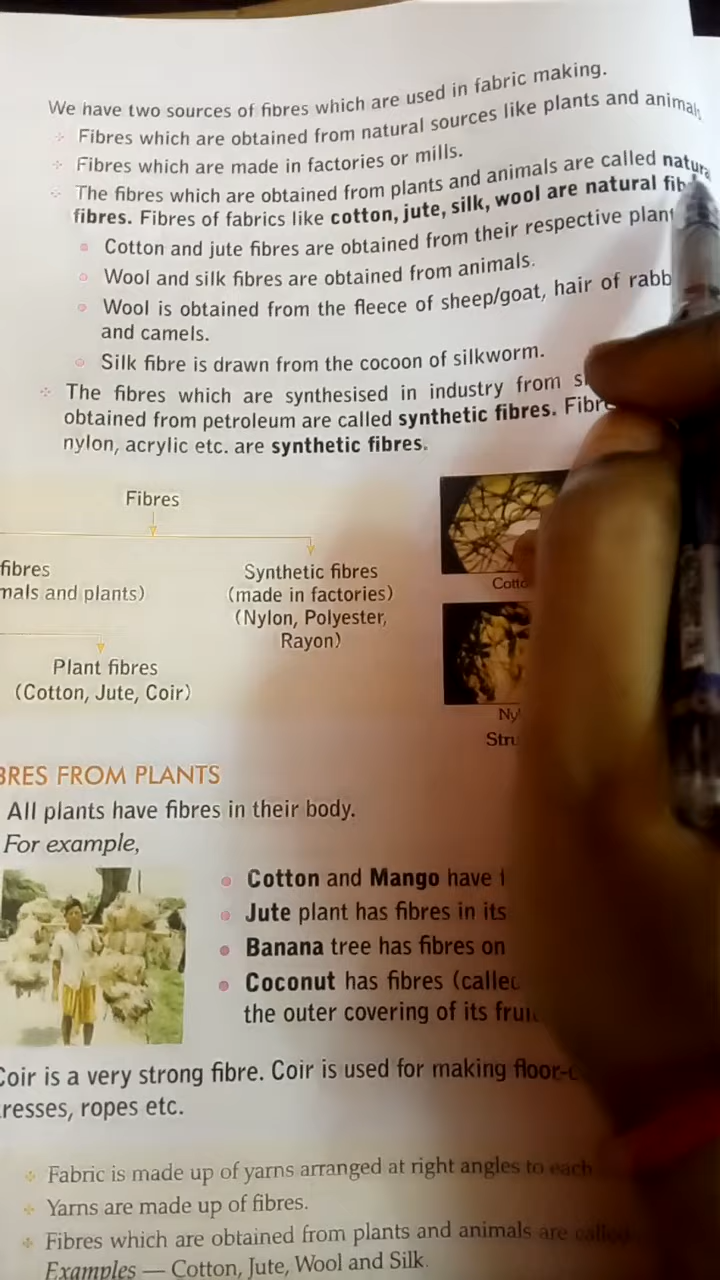 We have two sources of fibres which are used in fabric making.
Fibres which are obtained from natural sources like plants and
Fibres which are made in factories or mills.
The fibres which are obtained from plants and animals are called
fibres. Fibres of fabrics like cotton, jute, silk, wool are natural
Cotton and jute fibres are obtained from their respective
Wool and silk fibres are obtained from animals.
Wool is obtained from the fleece of sheep/goat, hair of
and camels.
Silk fibre is drawn from the cocoon of silkworm.
The fibres which are synthesised in industry from
obtained from petroleum are called synthetic fibres.
nylon, acrylic etc. are synthetic fibres.
Fibres
fibres
and plants)
Synthetic fibres
(made in factories)
(Nylon, Polyester,
Rayon)
Plant fibres
(Cotton, Jute, Coir)
FROM PLANTS
All plants have fibres in their body.
For example,
Cotton and Mango have
Jute plant has fibres in its
Banana tree has fibres on
Coconut has fibres
the outer covering of its
Coir is a very strong fibre. Coir is used for making
ropes etc.
Fabric is made up of yarns arranged at right angles to each
Yarns are made up of fibres.
Fibres which are obtained from plants and animals are called
Examples — Cotton, Jute, Wool and Silk.